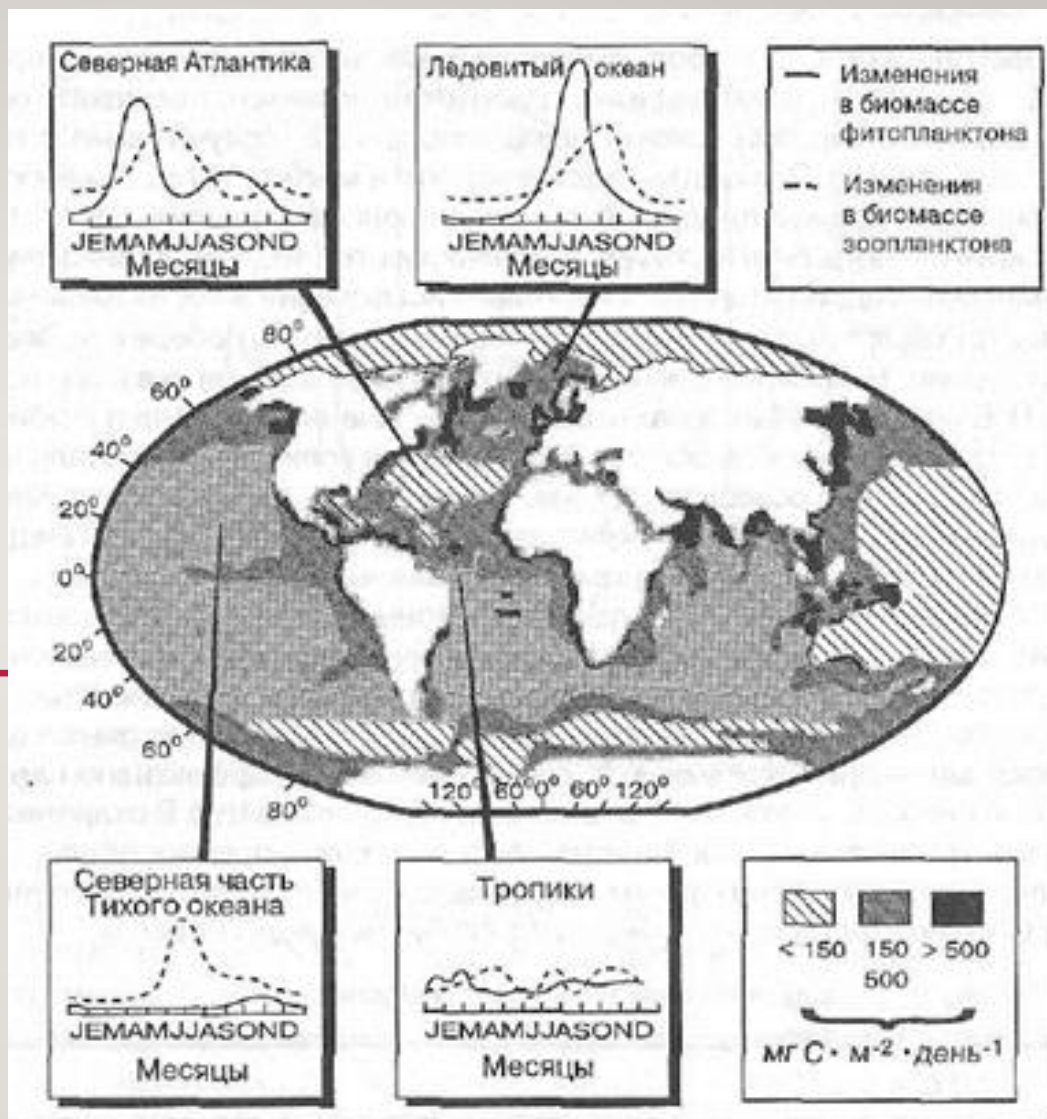 Северная Атлантика
JEMAMJJASOND
Месяцы
Ледовитый океан
JEMAMJJASOND
Месяцы
Изменения
в биомассе
фитопланктона
Изменения
в биомассе
зоопланктона
80°
60°
40°
20°
0°
20°
40°
60°
80°
120° 60° 0° 60° 120°
Северная часть
Тихого океана
JEMAMJJASOND
Месяцы
Тропики
JEMAMJJASOND
Месяцы
< 150 150 > 500
500
мг С · м-2 · день-1